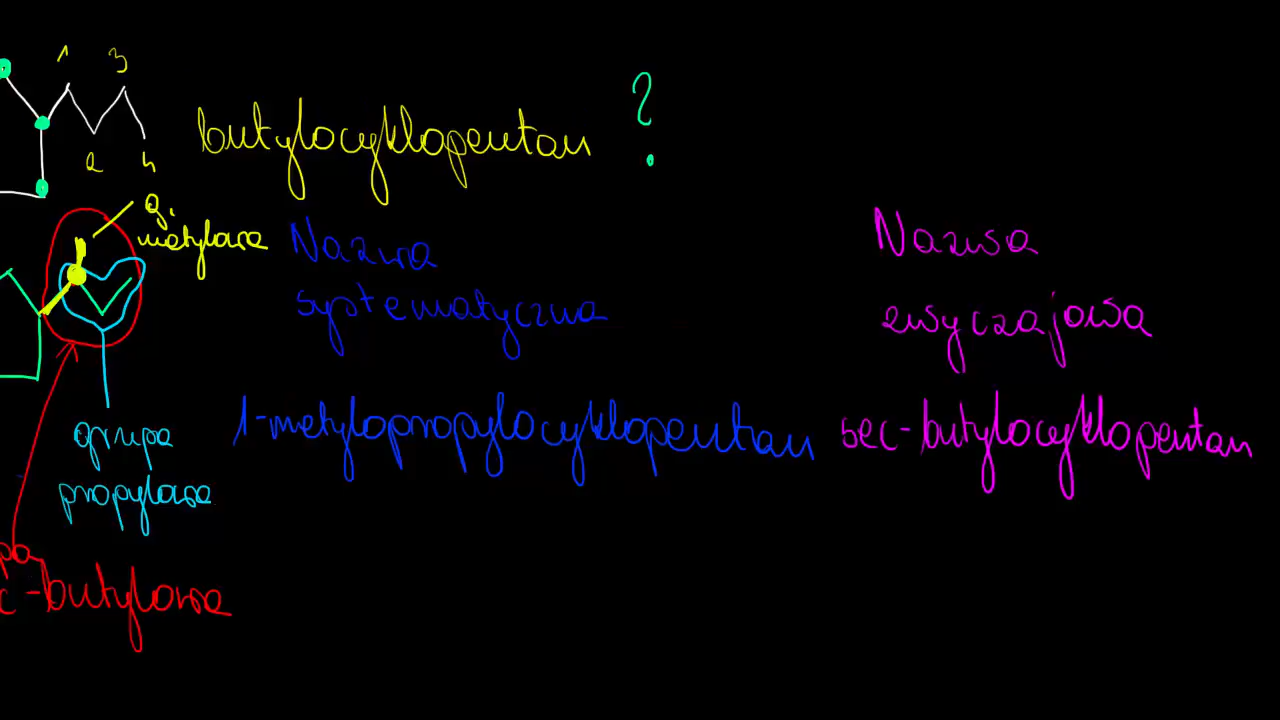 1 3
butylocyklopentan ?
2 4
g. metylowa
Nazwa systematyczna
Nazwa zwyczajowa
1-metylopropylocyklopentan
sec-butylocyklopentan
grupa
propylowa
-butylowa